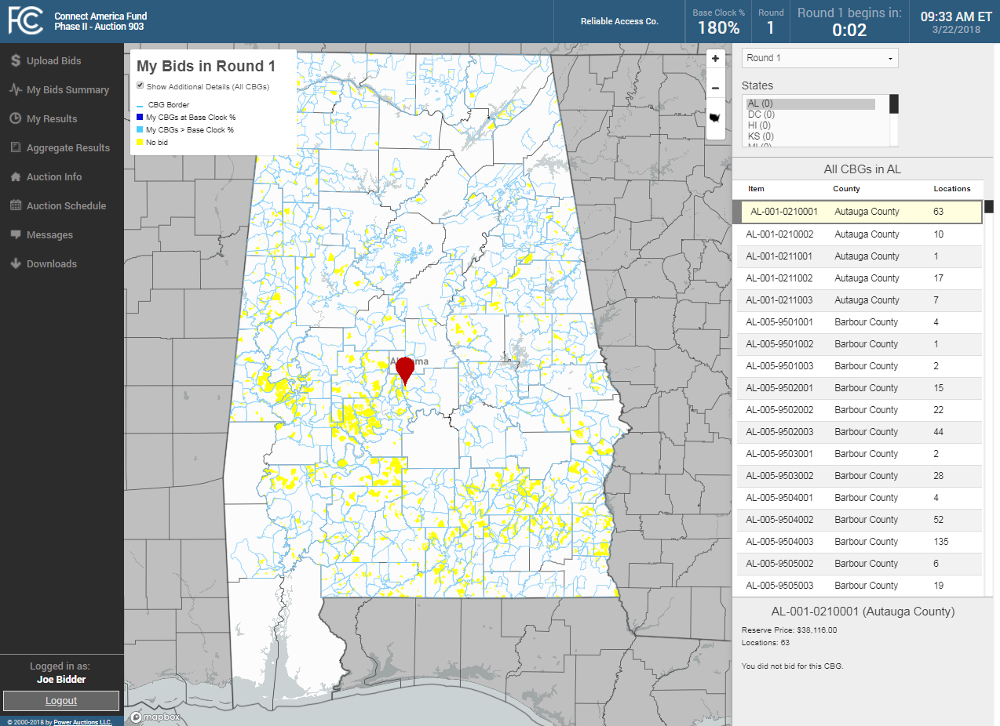 FCC
Connect America Fund
Phase II - Auction 903
Reliable Access Co.
Base Clock %
180%
Round
1
Round 1 begins in:
0:02
09:33 AM ET
3/22/2018
Upload Bids
My Bids Summary
My Results
Aggregate Results
Auction Info
Auction Schedule
Messages
Downloads
Logged in as:
Joe Bidder
Logout
© 2000-2018 by Power Auctions LLC.
My Bids in Round 1
Show Additional Details (All CBGs)
CBG Border
My CBGs at Base Clock %
My CBGs > Base Clock %
No bid
+
−
mapbox
Round 1
States
AL (0)
DC (0)
HI (0)
KS (0)
MI (0)
All CBGs in AL
Item County Locations
AL-001-0210001 Autauga County 63
AL-001-0210002 Autauga County 10
AL-001-0211001 Autauga County 1
AL-001-0211002 Autauga County 17
AL-001-0211003 Autauga County 7
AL-005-9501001 Barbour County 4
AL-005-9501002 Barbour County 1
AL-005-9501003 Barbour County 2
AL-005-9502001 Barbour County 15
AL-005-9502002 Barbour County 22
AL-005-9502003 Barbour County 44
AL-005-9503001 Barbour County 2
AL-005-9503002 Barbour County 28
AL-005-9504001 Barbour County 4
AL-005-9504002 Barbour County 52
AL-005-9504003 Barbour County 135
AL-005-9505002 Barbour County 6
AL-005-9505003 Barbour County 19
AL-001-0210001 (Autauga County)
Reserve Price: $38,116.00
Locations: 63
You did not bid for this CBG.